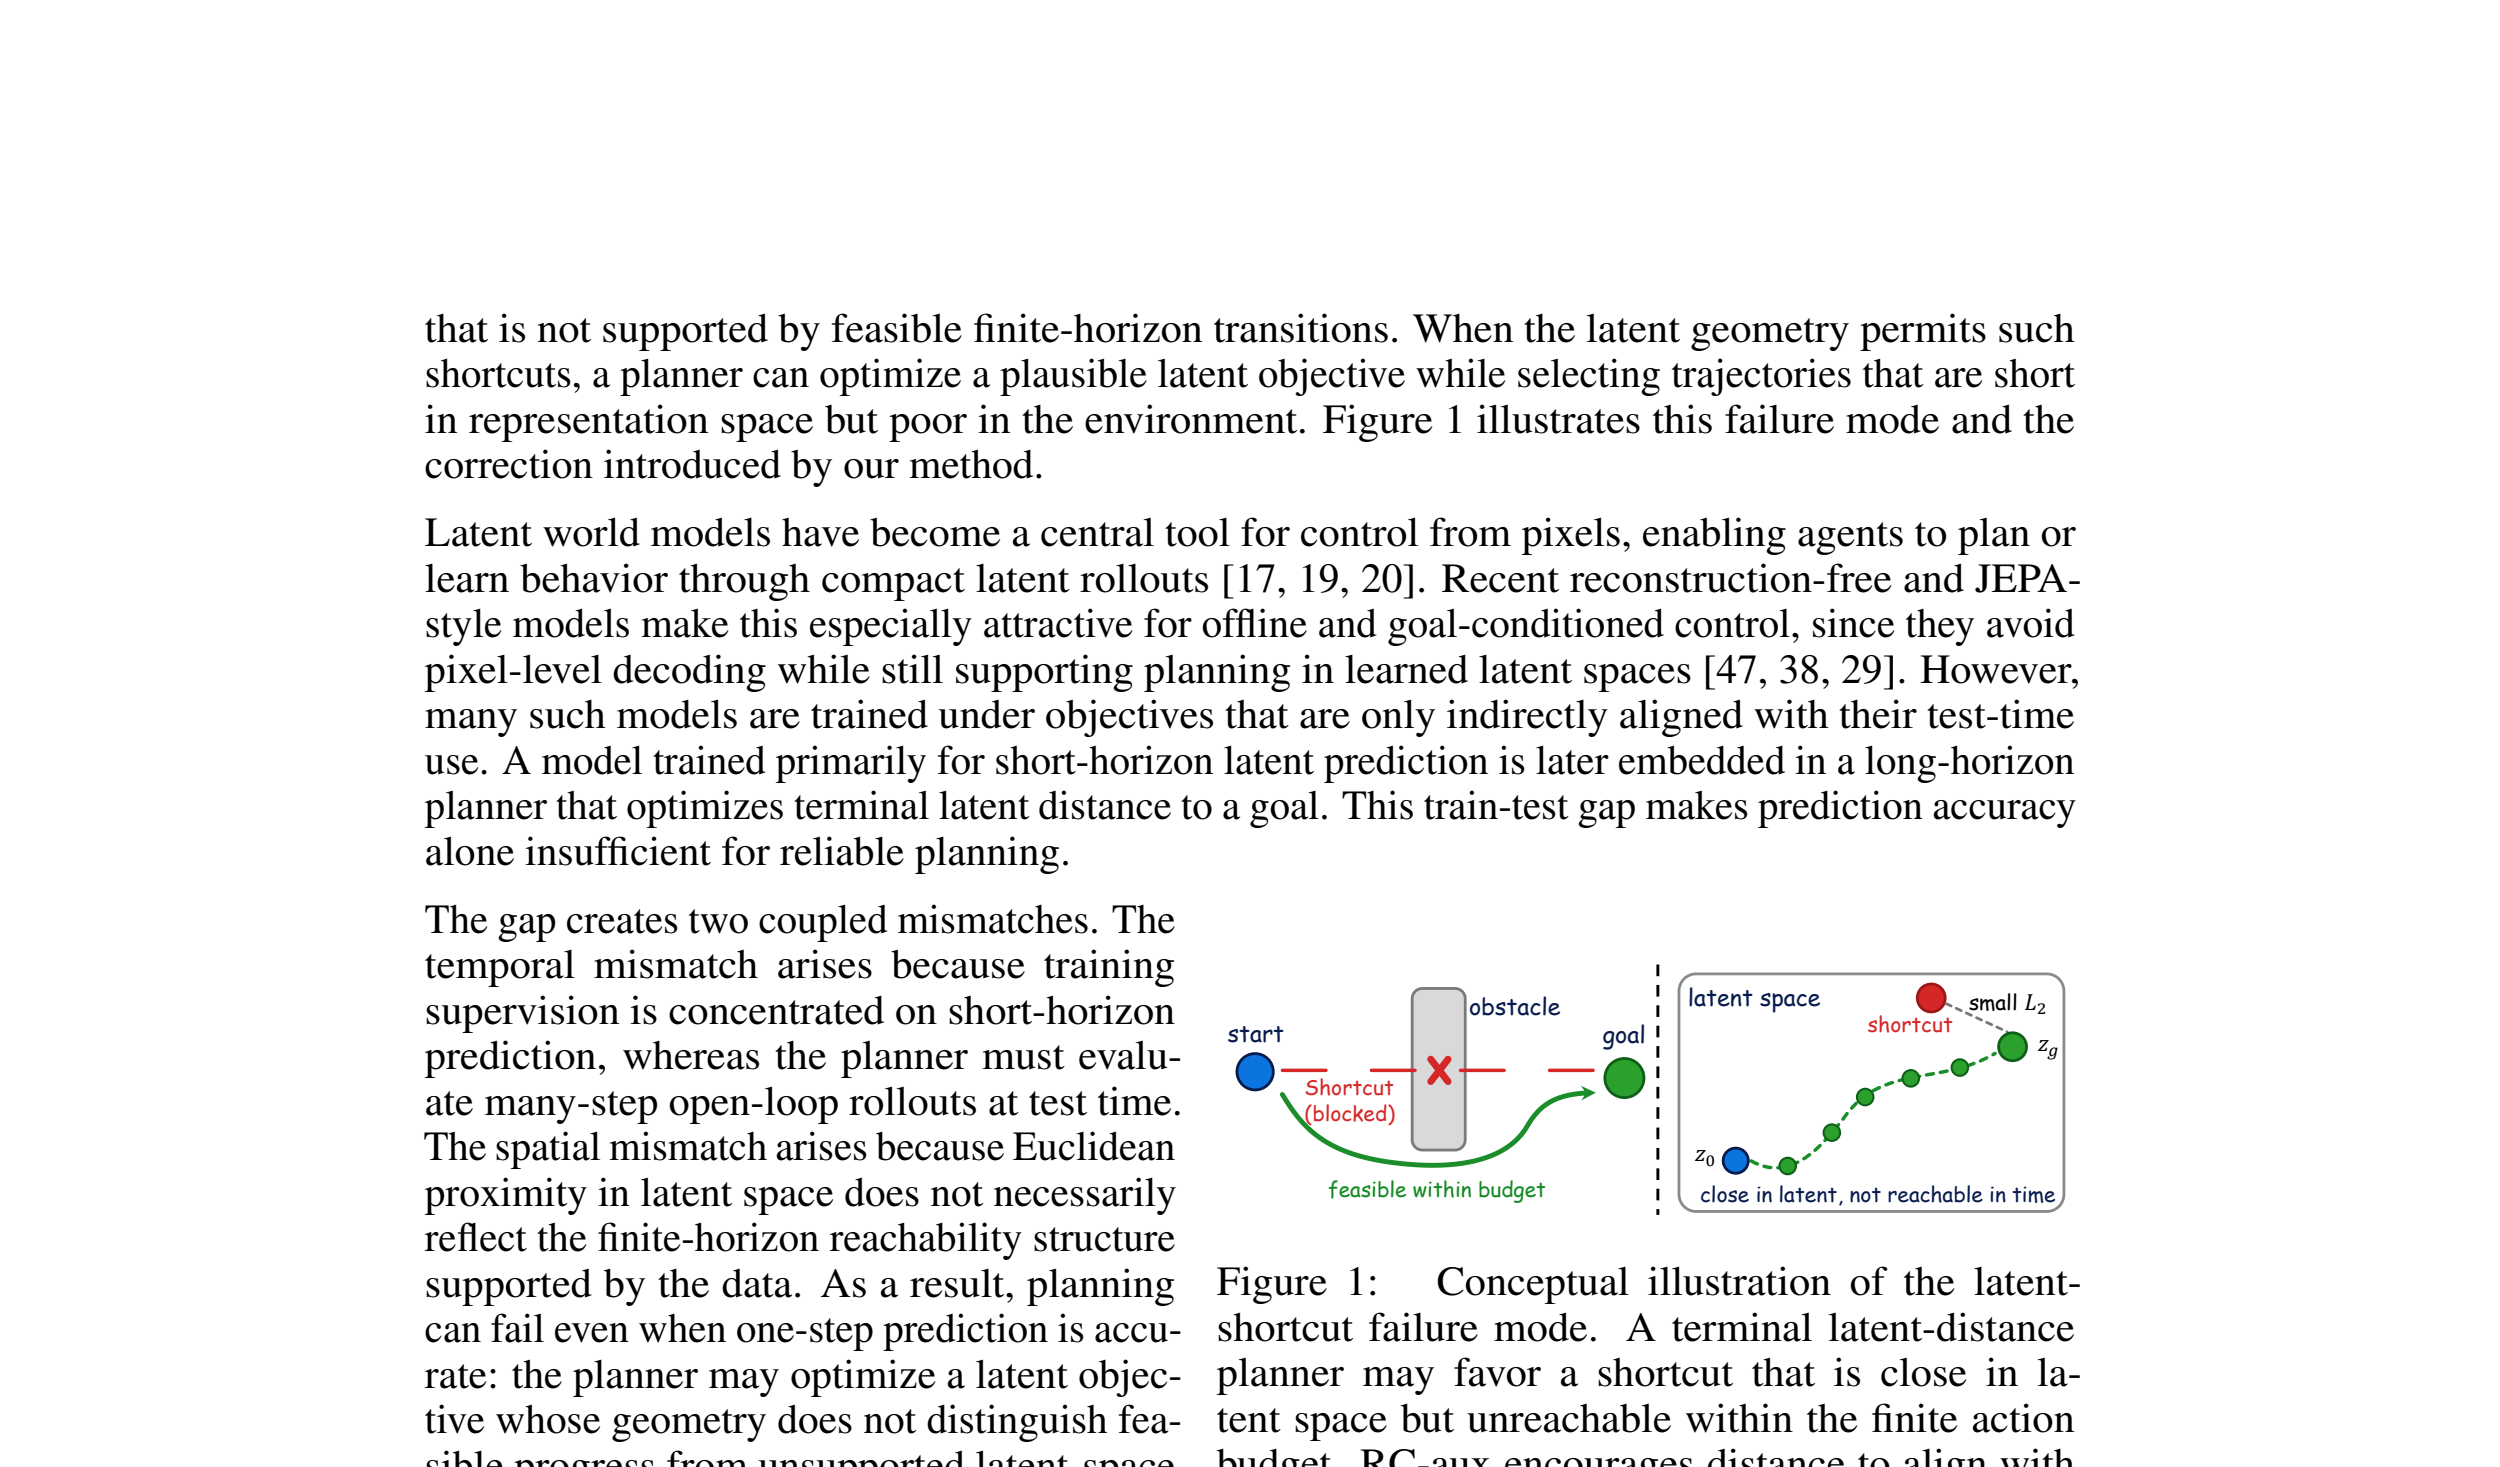 that is not supported by feasible finite-horizon transitions. When the latent geometry permits such
shortcuts, a planner can optimize a plausible latent objective while selecting trajectories that are short
in representation space but poor in the environment. Figure 1 illustrates this failure mode and the
correction introduced by our method.
Latent world models have become a central tool for control from pixels, enabling agents to plan or
learn behavior through compact latent rollouts [17, 19, 20]. Recent reconstruction-free and JEPA-
style models make this especially attractive for offline and goal-conditioned control, since they avoid
pixel-level decoding while still supporting planning in learned latent spaces [47, 38, 29]. However,
many such models are trained under objectives that are only indirectly aligned with their test-time
use. A model trained primarily for short-horizon latent prediction is later embedded in a long-horizon
planner that optimizes terminal latent distance to a goal. This train-test gap makes prediction accuracy
alone insufficient for reliable planning.
The gap creates two coupled mismatches. The
temporal mismatch arises because training
supervision is concentrated on short-horizon
prediction, whereas the planner must evalu-
ate many-step open-loop rollouts at test time.
The spatial mismatch arises because Euclidean
proximity in latent space does not necessarily
reflect the finite-horizon reachability structure
supported by the data. As a result, planning
can fail even when one-step prediction is accu-
rate: the planner may optimize a latent objec-
tive whose geometry does not distinguish fea-
sible progress from unsupported latent-space
start
obstacle
goal
Shortcut
(blocked)
feasible within budget
latent space
shortcut
small L2
zg
z0
close in latent, not reachable in time
Figure 1: Conceptual illustration of the latent-
shortcut failure mode. A terminal latent-distance
planner may favor a shortcut that is close in la-
tent space but unreachable within the finite action
budget. RC-aux encourages distance to align with